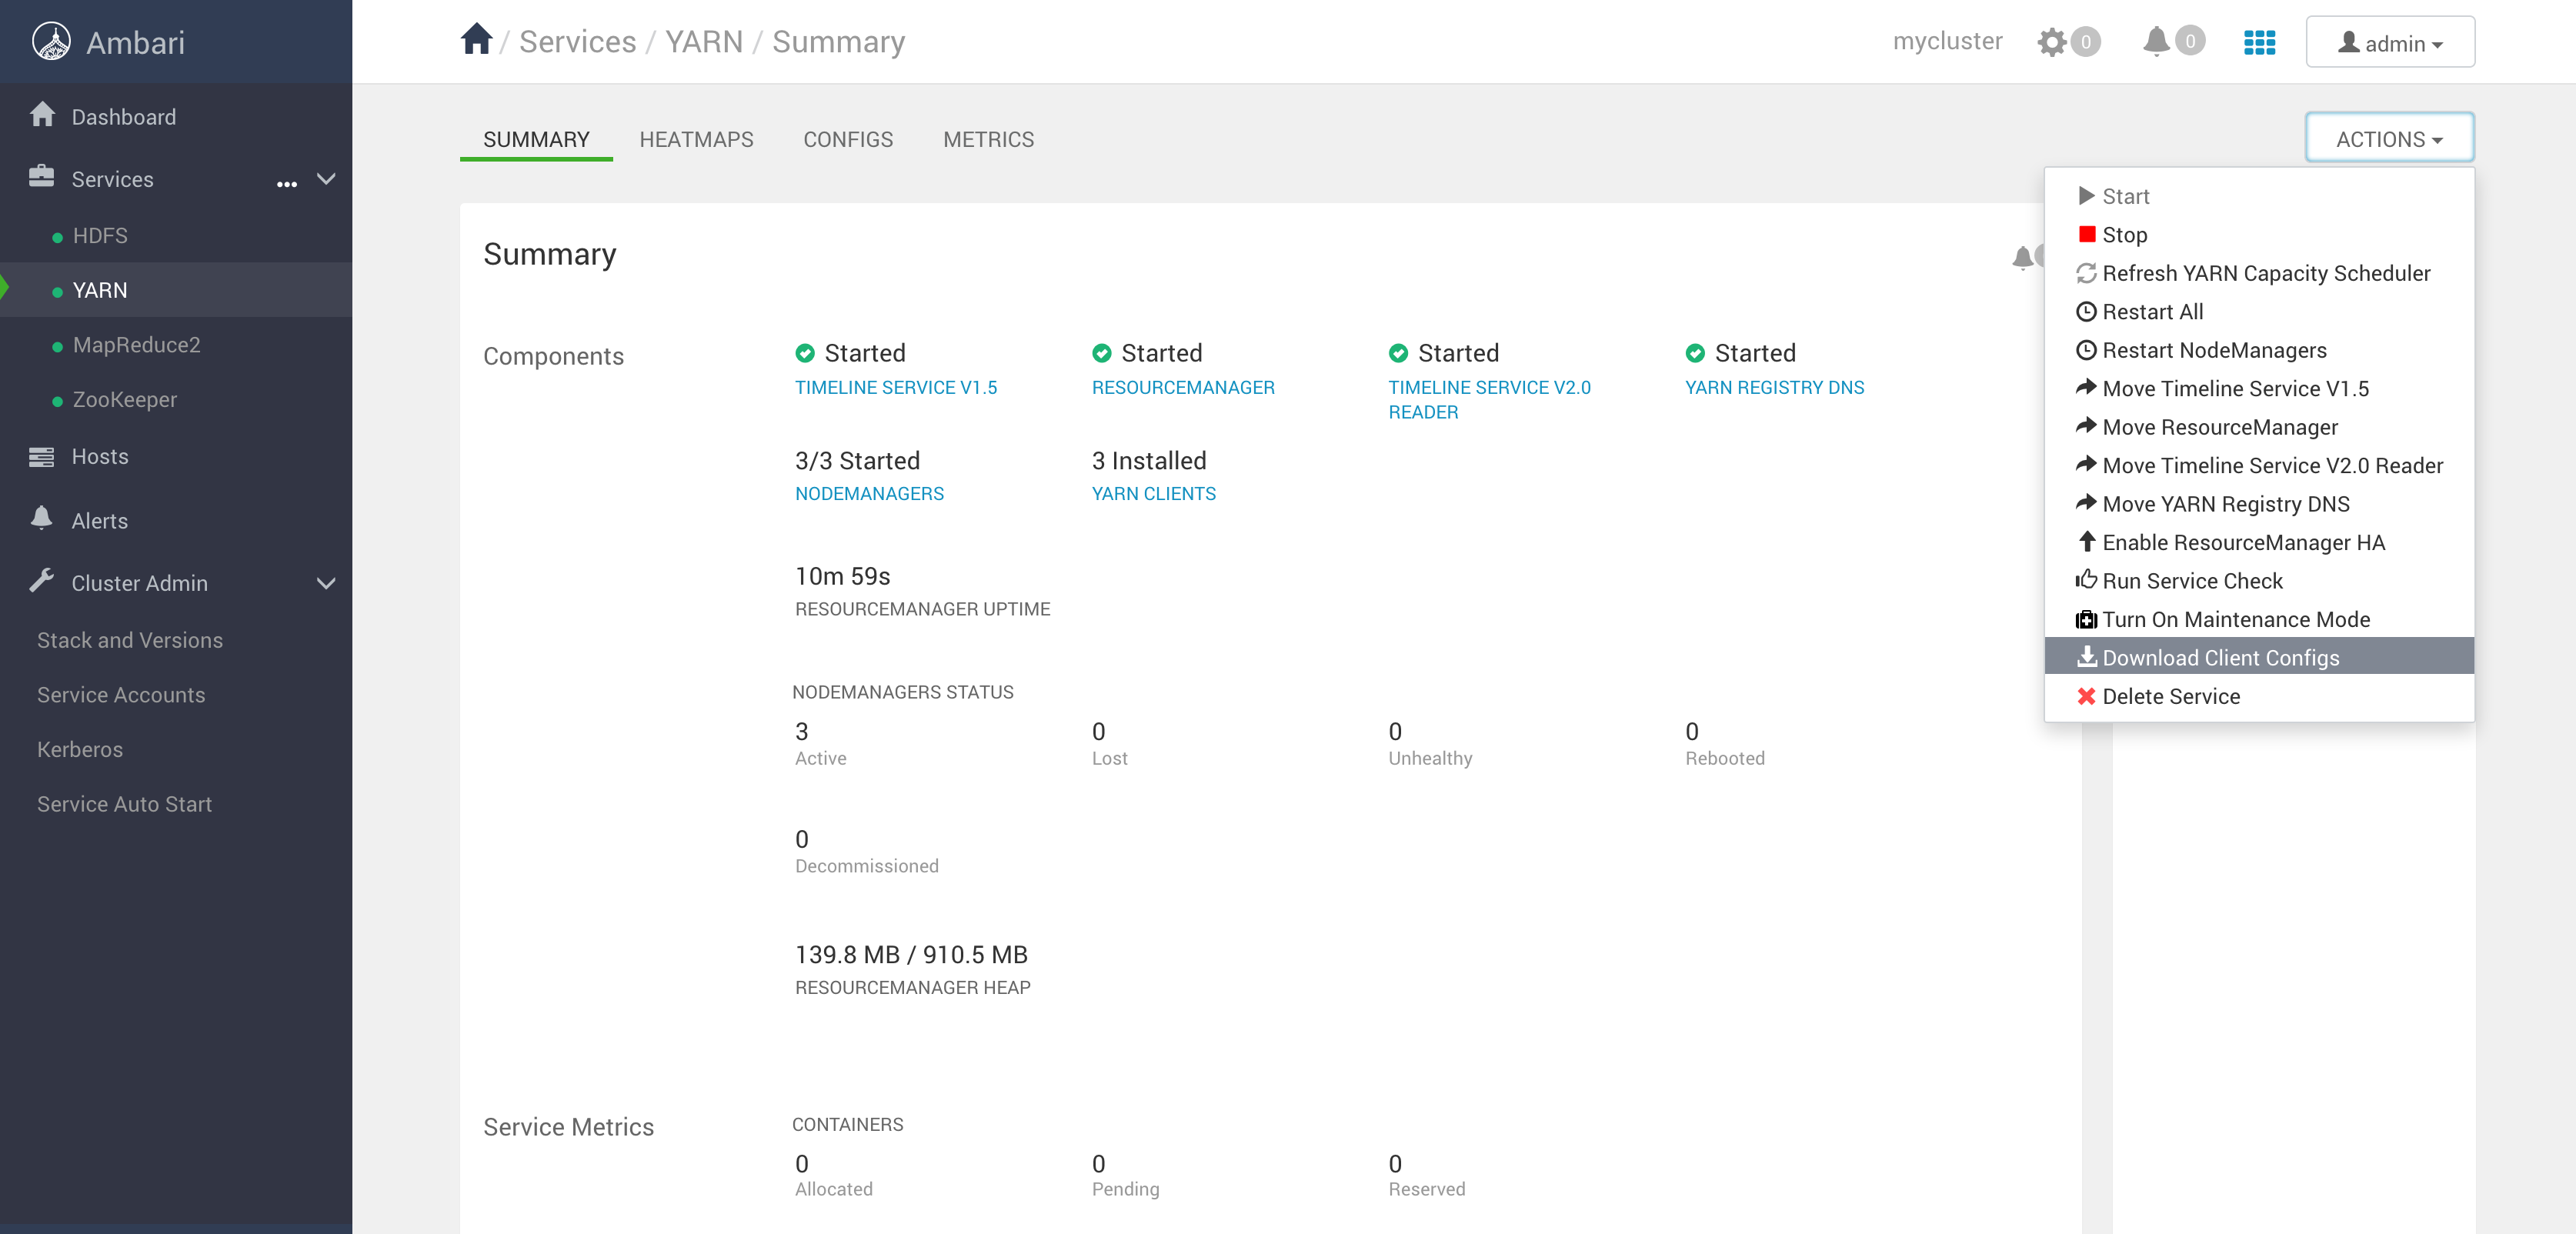 Ambari
/ Services / YARN / Summary
mycluster 0 0 admin
Dashboard
Services ...
HDFS
YARN
MapReduce2
ZooKeeper
Hosts
Alerts
Cluster Admin
Stack and Versions
Service Accounts
Kerberos
Service Auto Start
SUMMARY HEATMAPS CONFIGS METRICS
ACTIONS
Start
Stop
Refresh YARN Capacity Scheduler
Restart All
Restart NodeManagers
Move Timeline Service V1.5
Move ResourceManager
Move Timeline Service V2.0 Reader
Move YARN Registry DNS
Enable ResourceManager HA
Run Service Check
Turn On Maintenance Mode
Download Client Configs
Delete Service
Summary
Components
Started Started Started Started
TIMELINE SERVICE V1.5 RESOURCEMANAGER TIMELINE SERVICE V2.0 YARN REGISTRY DNS
READER
3/3 Started 3 Installed
NODEMANAGERS YARN CLIENTS
10m 59s
RESOURCEMANAGER UPTIME
NODEMANAGERS STATUS
3 0 0 0
Active Lost Unhealthy Rebooted
0
Decommissioned
139.8 MB / 910.5 MB
RESOURCEMANAGER HEAP
Service Metrics
CONTAINERS
0 0 0
Allocated Pending Reserved